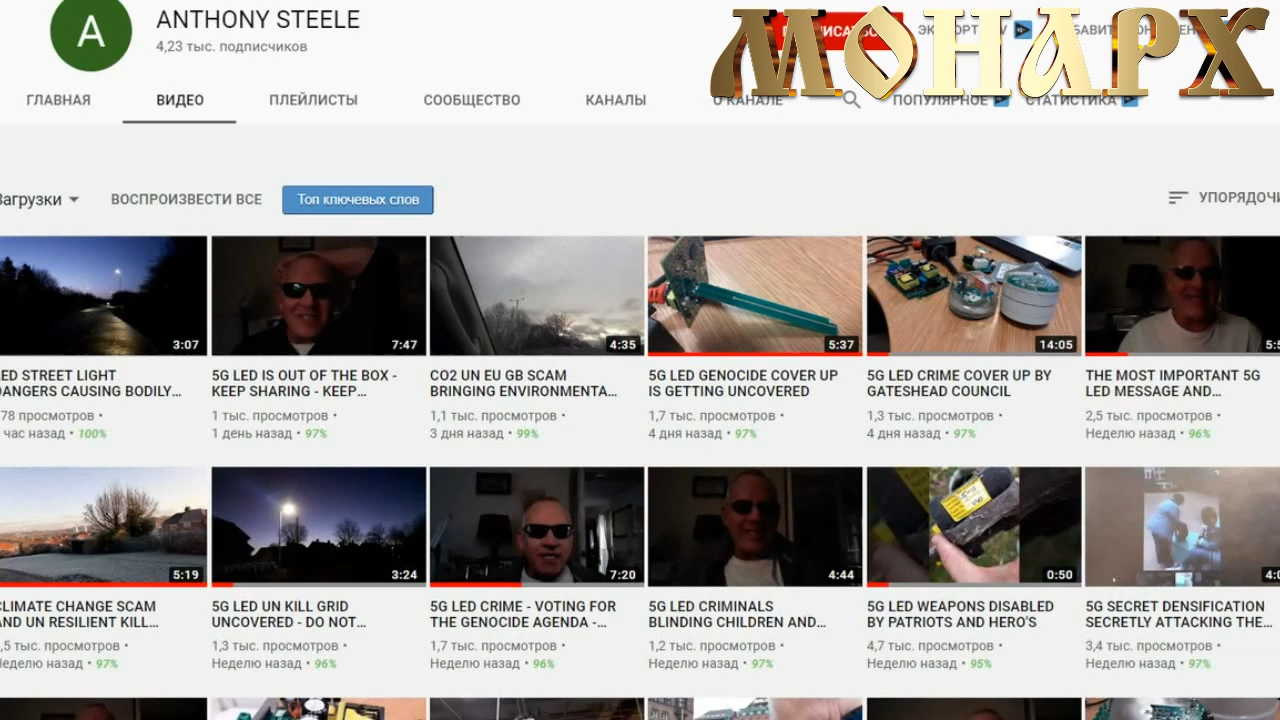 ANTHONY STEELE
4,23 тыс. подписчиков
МОНАРХ
ГЛАВНАЯ ВИДЕО ПЛЕЙЛИСТЫ СООБЩЕСТВО КАНАЛЫ О КАНАЛЕ ПОПУЛЯРНОЕ СТАТИСТИКА
Загрузки ВОСПРОИЗВЕСТИ ВСЕ Топ ключевых слов УПОРЯДОЧИ
3:07 7:47 4:35 5:37 14:05
ED STREET LIGHT 5G LED IS OUT OF THE BOX - CO2 UN EU GB SCAM 5G LED GENOCIDE COVER UP 5G LED CRIME COVER UP BY THE MOST IMPORTANT 5G
DANGERS CAUSING BODILY... KEEP SHARING - KEEP... BRINGING ENVIRONMENTA... IS GETTING UNCOVERED GATESHEAD COUNCIL LED MESSAGE AND...
78 просмотров • 1 тыс. просмотров • 1,1 тыс. просмотров • 1,7 тыс. просмотров • 1,3 тыс. просмотров • 2,5 тыс. просмотров •
час назад • 100% 1 день назад • 97% 3 дня назад • 99% 4 дня назад • 97% 4 дня назад • 97% Неделю назад • 96%
5:19 3:24 7:20 4:44 0:50
CLIMATE CHANGE SCAM 5G LED UN KILL GRID 5G LED CRIME - VOTING FOR 5G LED CRIMINALS 5G LED WEAPONS DISABLED 5G SECRET DENSIFICATION
AND UN RESILIENT KILL... UNCOVERED - DO NOT... THE GENOCIDE AGENDA -... BLINDING CHILDREN AND... BY PATRIOTS AND HERO'S SECRETLY ATTACKING THE...
,5 тыс. просмотров • 1,3 тыс. просмотров • 1,7 тыс. просмотров • 1,2 тыс. просмотров • 4,7 тыс. просмотров • 3,4 тыс. просмотров •
Неделю назад • 97% Неделю назад • 96% Неделю назад • 96% Неделю назад • 97% Неделю назад • 95% Неделю назад • 97%